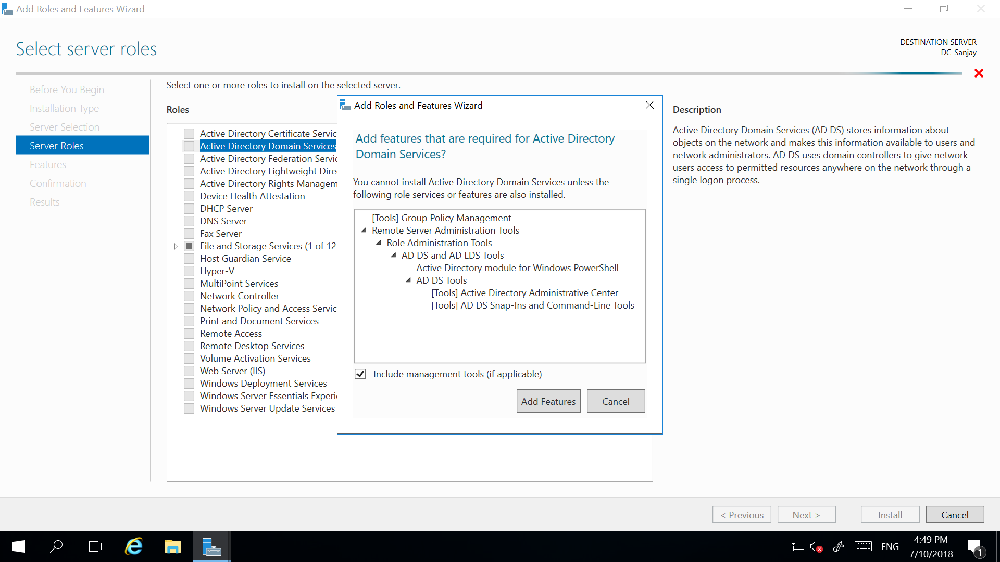 Add Roles and Features Wizard
Select server roles
DESTINATION SERVER
DC-Sanjay
Before You Begin
Installation Type
Server Selection
Server Roles
Features
Confirmation
Results
Select one or more roles to install on the selected server.
Roles
Active Directory Certificate Servic
Active Directory Domain Services
Active Directory Federation Servic
Active Directory Lightweight Dire
Active Directory Rights Managem
Device Health Attestation
DHCP Server
DNS Server
Fax Server
File and Storage Services (1 of 12
Host Guardian Service
Hyper-V
MultiPoint Services
Network Controller
Network Policy and Access Servic
Print and Document Services
Remote Access
Remote Desktop Services
Volume Activation Services
Web Server (IIS)
Windows Deployment Services
Windows Server Essentials Experi
Windows Server Update Services
Add Roles and Features Wizard
Add features that are required for Active Directory
Domain Services?
You cannot install Active Directory Domain Services unless the
following role services or features are also installed.
[Tools] Group Policy Management
Remote Server Administration Tools
Role Administration Tools
AD DS and AD LDS Tools
Active Directory module for Windows PowerShell
AD DS Tools
[Tools] Active Directory Administrative Center
[Tools] AD DS Snap-Ins and Command-Line Tools
Include management tools (if applicable)
Add Features
Cancel
Description
Active Directory Domain Services (AD DS) stores information about
objects on the network and makes this information available to users and
network administrators. AD DS uses domain controllers to give network
users access to permitted resources anywhere on the network through a
single logon process.
< Previous
Next >
Install
Cancel
ENG
4:49 PM
7/10/2018
1